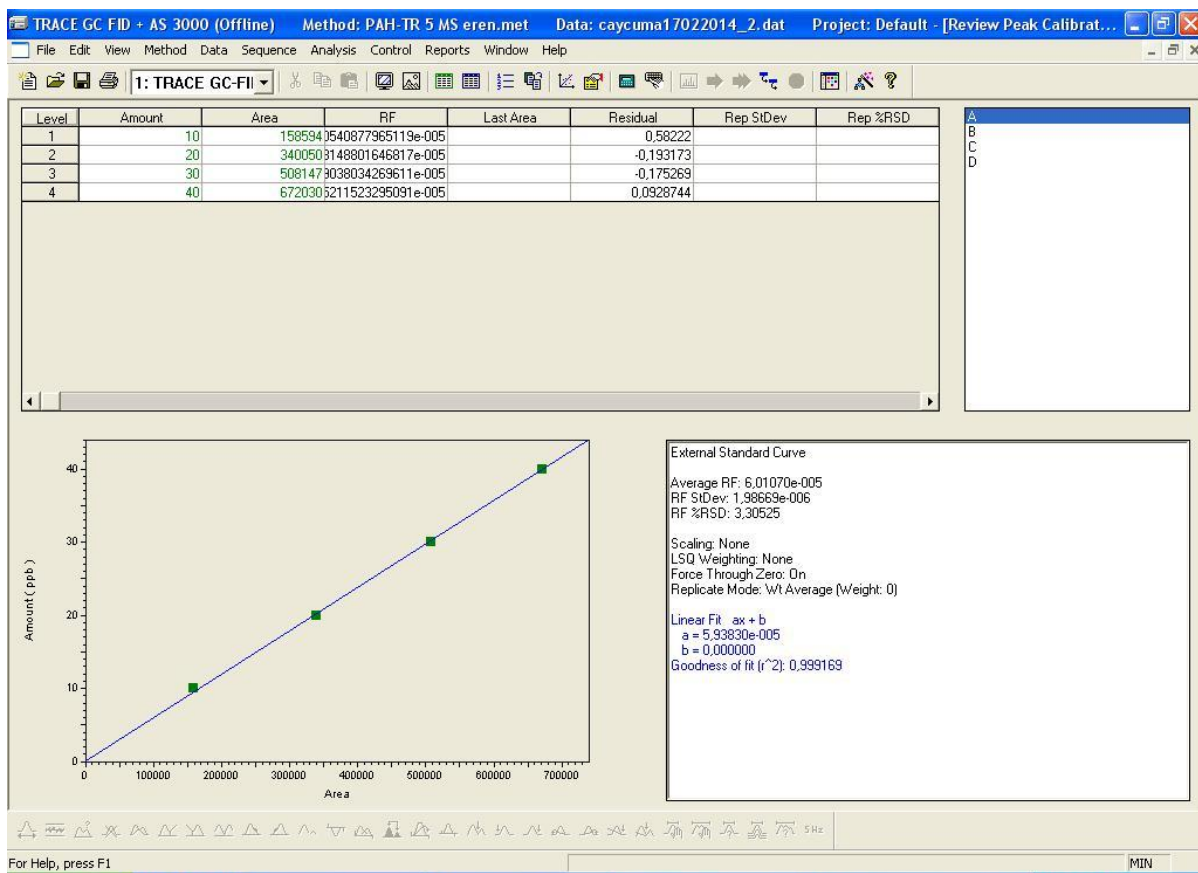 TRACE GC FID + AS 3000 (Offline) Method: PAH-TR 5 MS eren.met Data: caycuma17022014_2.dat Project: Default - [Review Peak Calibrat...
File Edit View Method Data Sequence Analysis Control Reports Window Help
1: TRACE GC-FI
Level Amount Area RF Last Area Residual Rep StDev Rep %RSD
1 10 158594 0540877965119e-005 0,58222
2 20 340050 8148801646817e-005 -0,193173
3 30 508147 9038034269611e-005 -0,175269
4 40 672030 5211523295091e-005 0,0928744
A
B
C
D
40
30
20
10
0
Amount ( ppb )
0 100000 200000 300000 400000 500000 600000 700000
Area
External Standard Curve
Average RF: 6,01070e-005
RF StDev: 1,98669e-006
RF %RSD: 3,30525
Scaling: None
LSQ Weighting: None
Force Through Zero: On
Replicate Mode: Wt Average (Weight: 0)
Linear Fit ax + b
a = 5,93830e-005
b = 0,000000
Goodness of fit (r^2): 0,999169
5 Hz
For Help, press F1
MIN